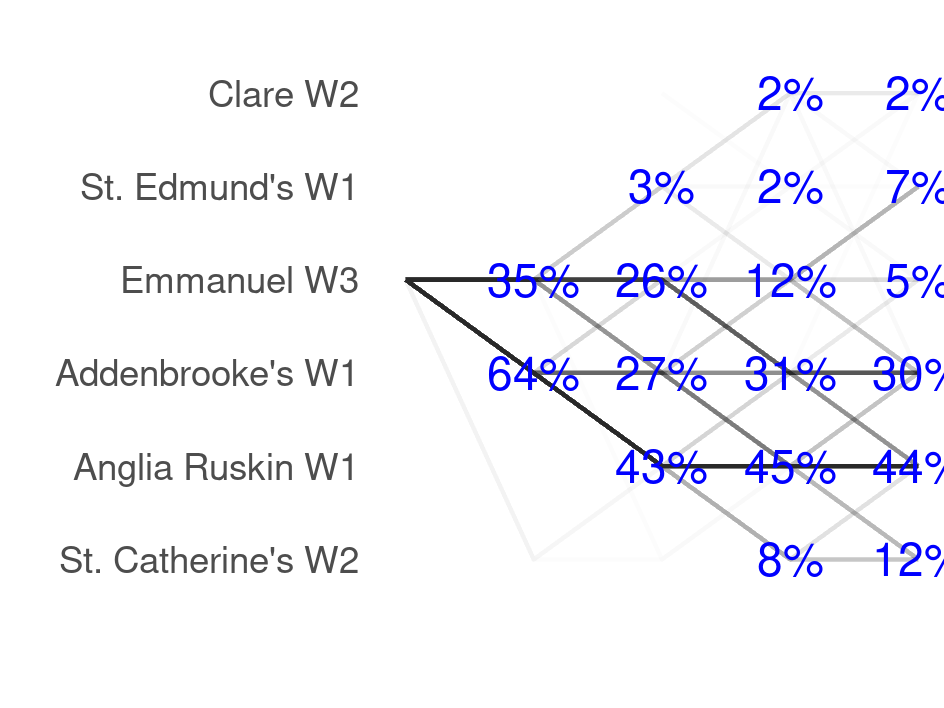 Clare W2 2% 2%
St. Edmund's W1 3% 2% 7%
Emmanuel W3 35% 26% 12% 5%
Addenbrooke's W1 64% 27% 31% 30%
Anglia Ruskin W1 43% 45% 44%
St. Catherine's W2 8% 12%